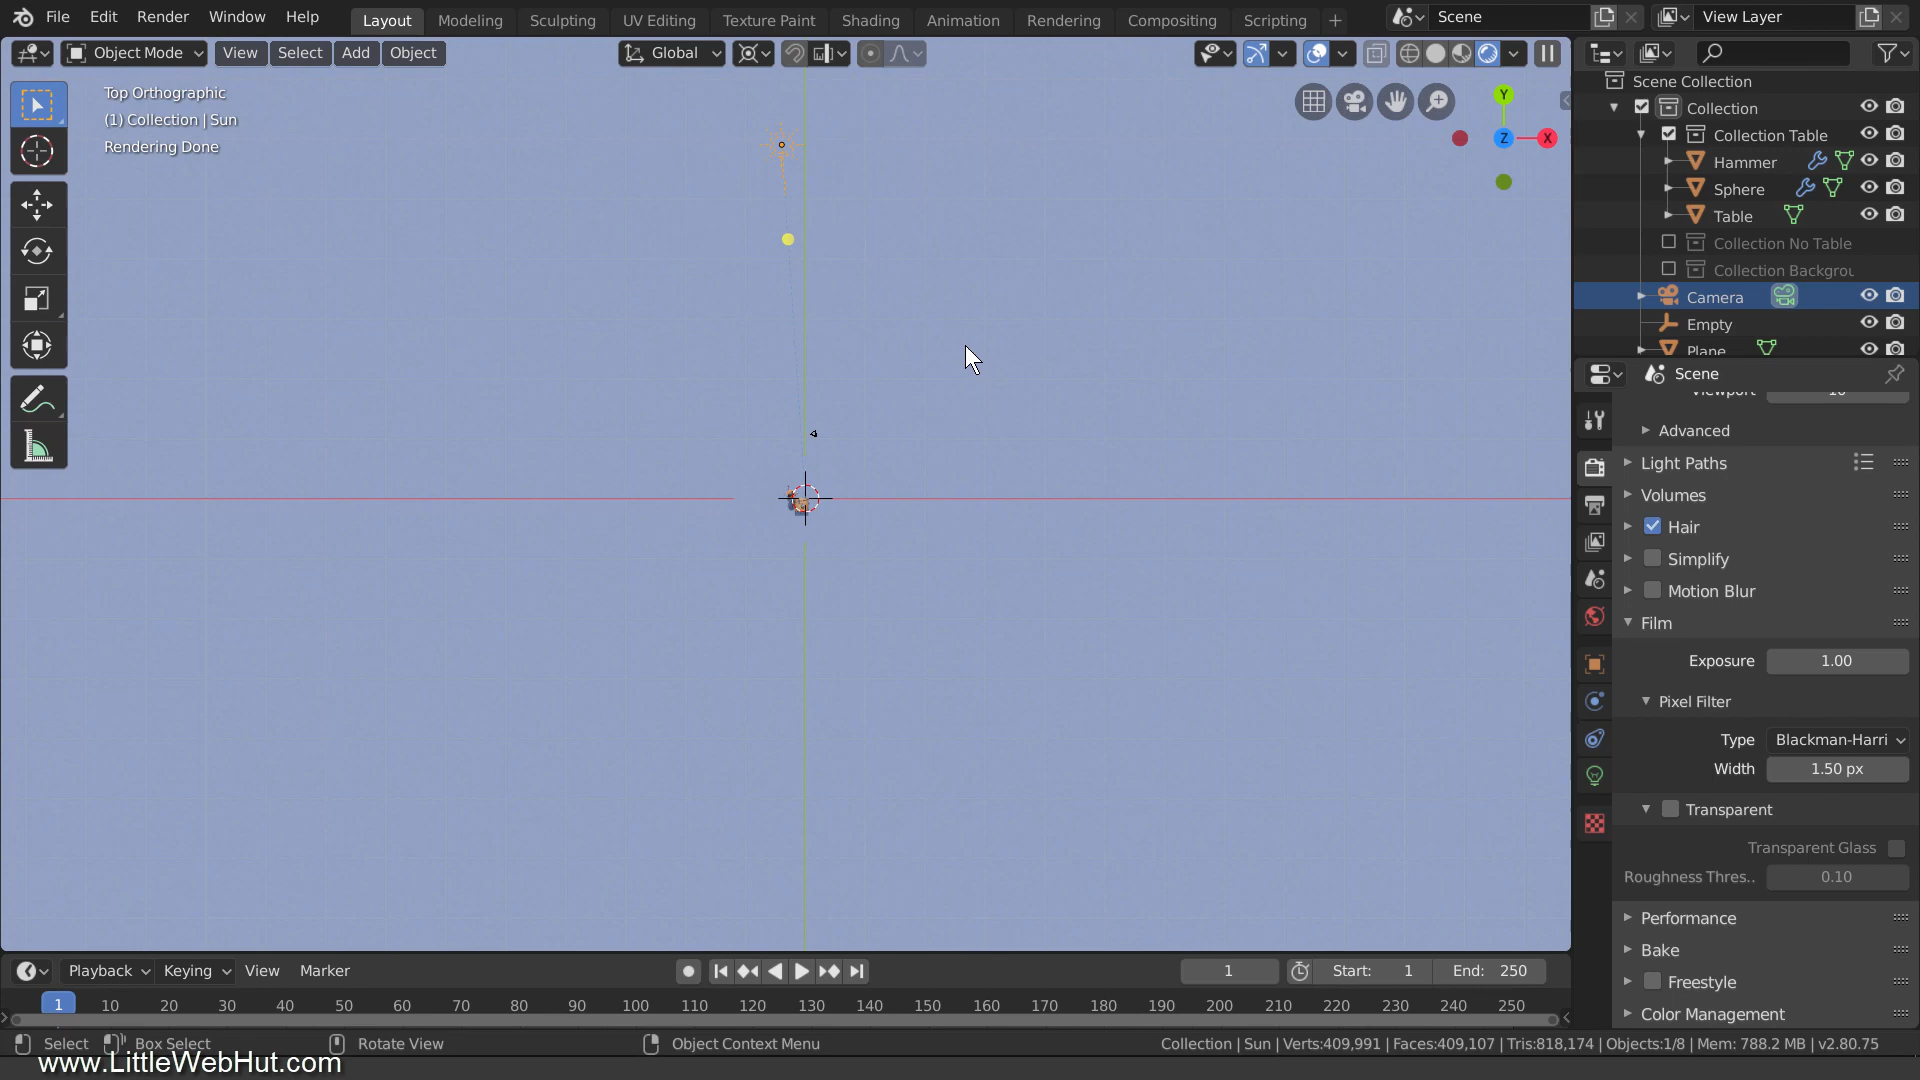 File Edit Render Window Help Layout Modeling Sculpting UV Editing Texture Paint Shading Animation Rendering Compositing Scripting + Scene View Layer
Object Mode View Select Add Object Global
Top Orthographic
(1) Collection | Sun
Rendering Done
Y
Z X
Scene Collection
Collection
Collection Table
Hammer
Sphere
Table
Collection No Table
Collection Backgrou
Camera
Empty
Plane
Scene
Viewport 10
Advanced
Light Paths
Volumes
Hair
Simplify
Motion Blur
Film
Exposure 1.00
Pixel Filter
Type Blackman-Harri
Width 1.50 px
Transparent
Transparent Glass
Roughness Thres.. 0.10
Performance
Bake
Freestyle
Color Management
Playback Keying View Marker 1 Start: 1 End: 250
1 10 20 30 40 50 60 70 80 90 100 110 120 130 140 150 160 170 180 190 200 210 220 230 240 250
Select Box Select Rotate View Object Context Menu Collection | Sun | Verts:409,991 | Faces:409,107 | Tris:818,174 | Objects:1/8 | Mem: 788.2 MB | v2.80.75
www.LittleWebHut.com